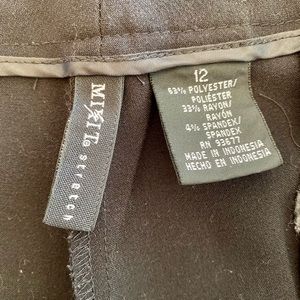 MIXIT®
stretch
12
63% POLYESTER/
POLIÉSTER
33% RAYON/
RAYÓN
4% SPANDEX/
SPANDEX
RN 93677
MADE IN INDONESIA
HECHO EN INDONESIA